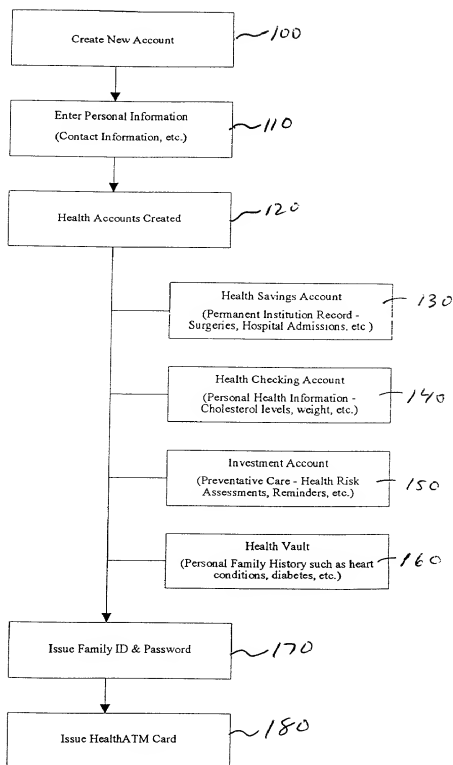 Create New Account
100
Enter Personal Information
(Contact Information, etc.)
110
Health Accounts Created
120
Health Savings Account
(Permanent Institution Record -
Surgeries, Hospital Admissions, etc )
130
Health Checking Account
(Personal Health Information -
Cholesterol levels, weight, etc.)
140
Investment Account
(Preventative Care - Health Risk
Assessments, Reminders, etc.)
150
Health Vault
(Personal Family History such as heart
conditions, diabetes, etc.)
160
Issue Family ID & Password
170
Issue HealthATM Card
180